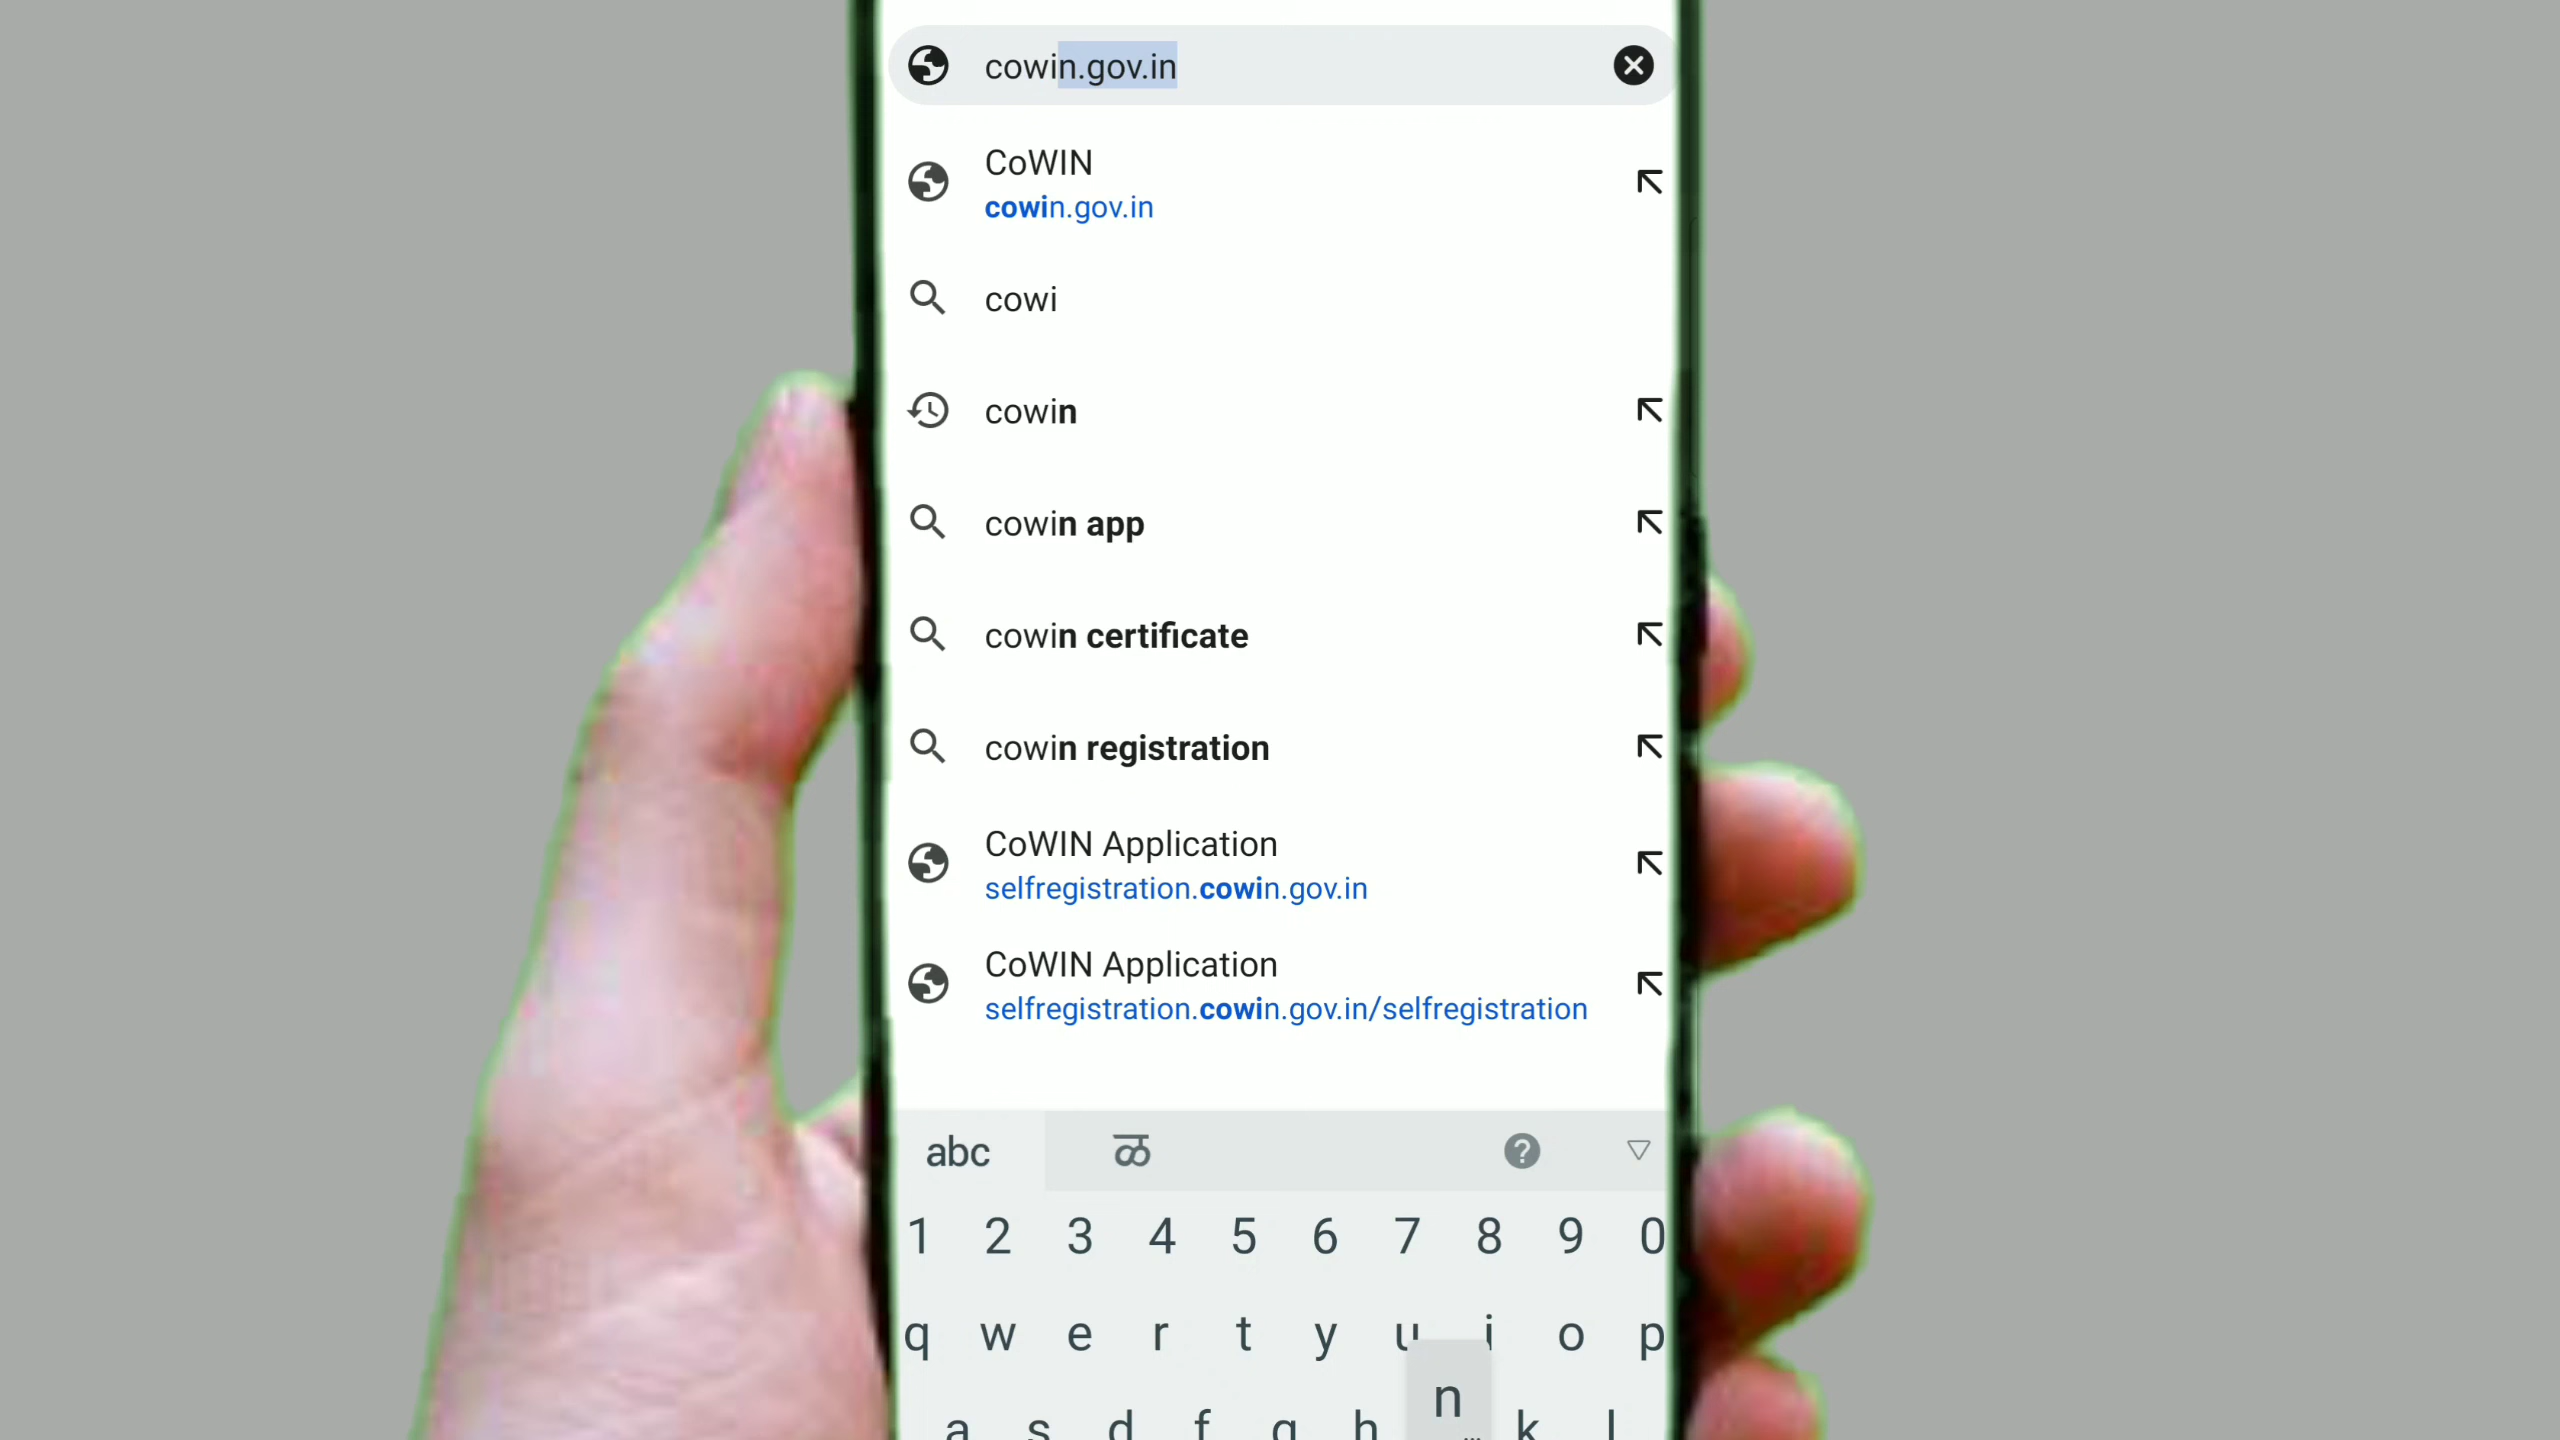 cowin.gov.in
CoWIN
cowin.gov.in
cowi
cowin
cowin app
cowin certificate
cowin registration
CoWIN Application
selfregistration.cowin.gov.in
CoWIN Application
selfregistration.cowin.gov.in/selfregistration
abc ळ ?
1 2 3 4 5 6 7 8 9 0
q w e r t y u i o p
a s d f g h n k l